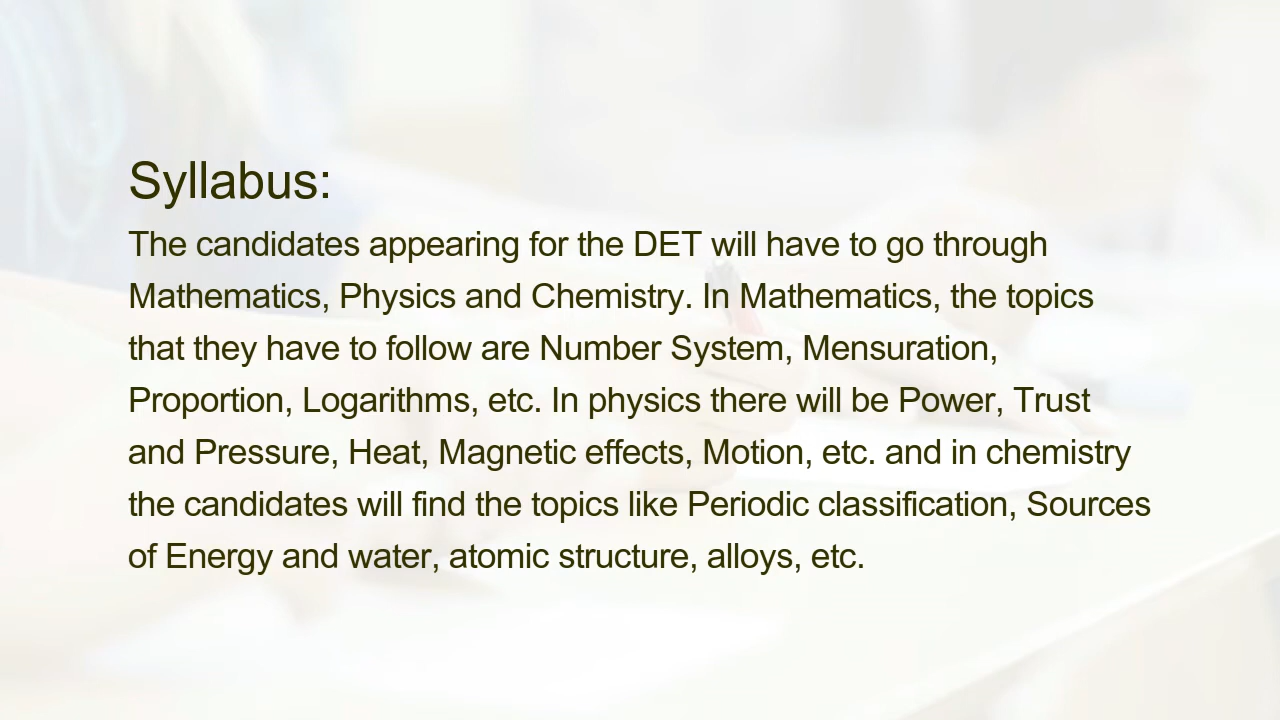 Syllabus:
The candidates appearing for the DET will have to go through
Mathematics, Physics and Chemistry. In Mathematics, the topics
that they have to follow are Number System, Mensuration,
Proportion, Logarithms, etc. In physics there will be Power, Trust
and Pressure, Heat, Magnetic effects, Motion, etc. and in chemistry
the candidates will find the topics like Periodic classification, Sources
of Energy and water, atomic structure, alloys, etc.